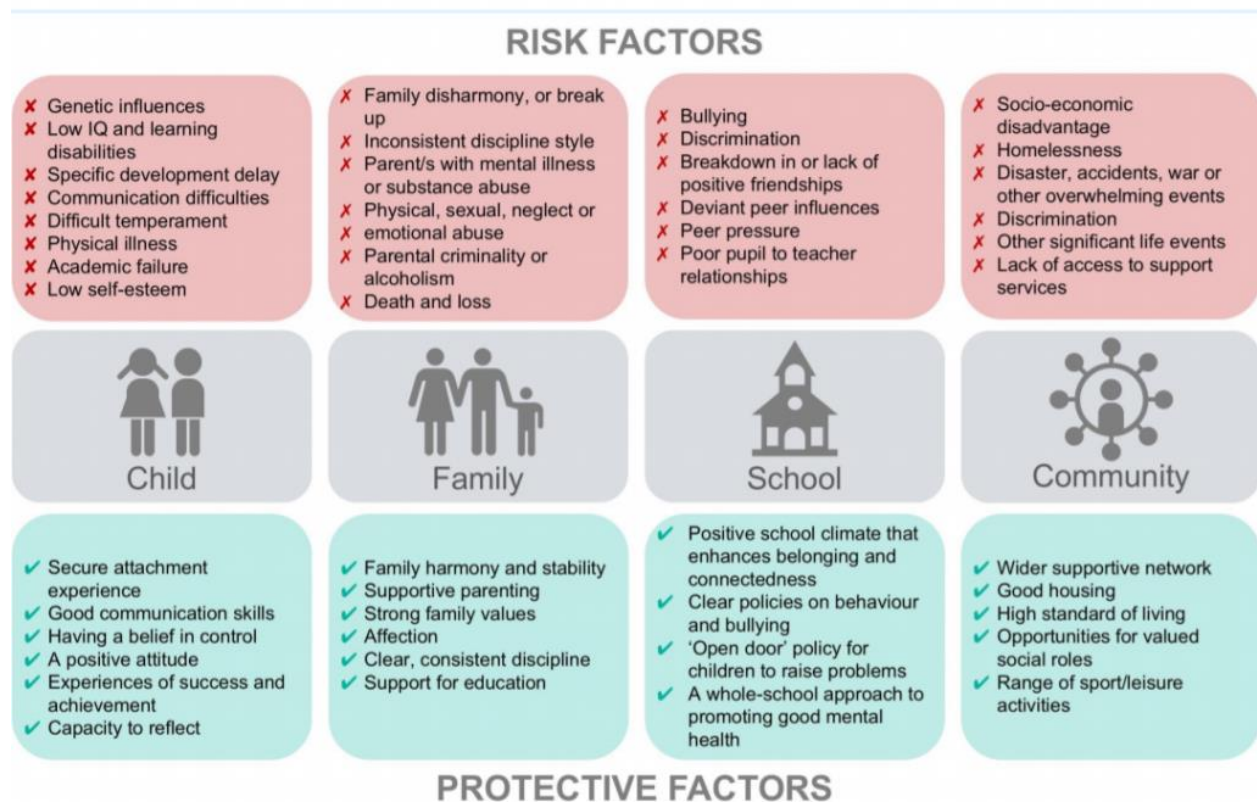 RISK FACTORS
✘ Genetic influences
✘ Low IQ and learning
disabilities
✘ Specific development delay
✘ Communication difficulties
✘ Difficult temperament
✘ Physical illness
✘ Academic failure
✘ Low self-esteem
✗ Family disharmony, or break
up
✗ Inconsistent discipline style
✗ Parent/s with mental illness
or substance abuse
✗ Physical, sexual, neglect or
✗ emotional abuse
✗ Parental criminality or
alcoholism
✗ Death and loss
✗ Bullying
✗ Discrimination
✗ Breakdown in or lack of
positive friendships
✗ Deviant peer influences
✗ Peer pressure
✗ Poor pupil to teacher
relationships
✗ Socio-economic
disadvantage
✗ Homelessness
✗ Disaster, accidents, war or
other overwhelming events
✗ Discrimination
✗ Other significant life events
✗ Lack of access to support
services
Child
Family
School
Community
✔ Secure attachment
experience
✔ Good communication skills
✔ Having a belief in control
✔ A positive attitude
✔ Experiences of success and
achievement
✔ Capacity to reflect
✔ Family harmony and stability
✔ Supportive parenting
✔ Strong family values
✔ Affection
✔ Clear, consistent discipline
✔ Support for education
✔ Positive school climate that
enhances belonging and
connectedness
✔ Clear policies on behaviour
and bullying
✔ ‘Open door’ policy for
children to raise problems
✔ A whole-school approach to
promoting good mental
health
✔ Wider supportive network
✔ Good housing
✔ High standard of living
✔ Opportunities for valued
social roles
✔ Range of sport/leisure
activities
PROTECTIVE FACTORS